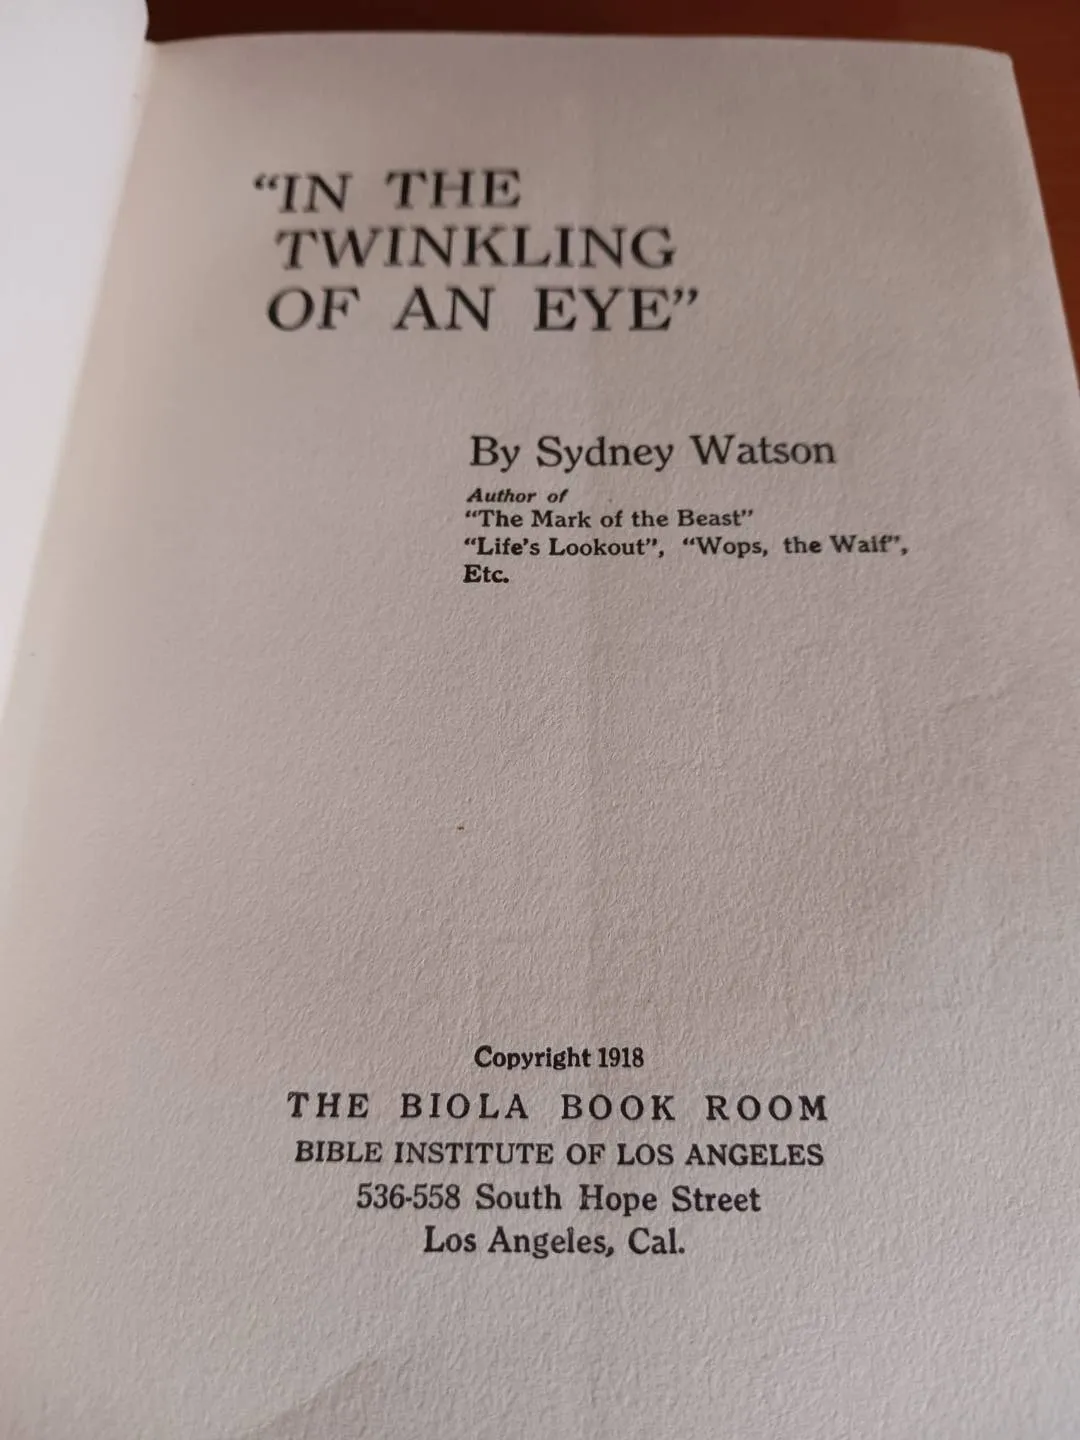 “IN THE
TWINKLING
OF AN EYE”
By Sydney Watson
Author of
“The Mark of the Beast”
“Life’s Lookout”, “Wops, the Waif”,
Etc.
Copyright 1918
THE BIOLA BOOK ROOM
BIBLE INSTITUTE OF LOS ANGELES
536-558 South Hope Street
Los Angeles, Cal.